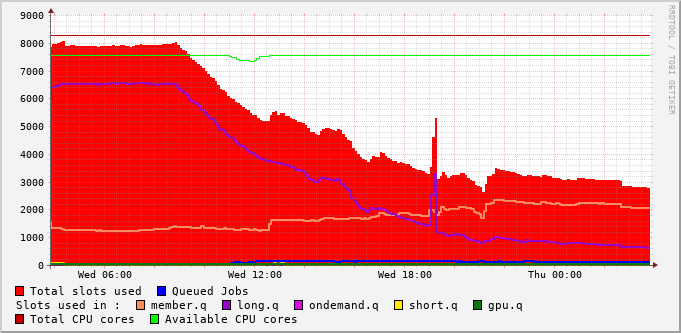 9000
8000
7000
6000
5000
4000
3000
2000
1000
0
Wed 06:00 Wed 12:00 Wed 18:00 Thu 00:00
Total slots used Queued Jobs
Slots used in : member.q long.q ondemand.q short.q gpu.q
Total CPU cores Available CPU cores
RRDTOOL / TOBI OETIKER